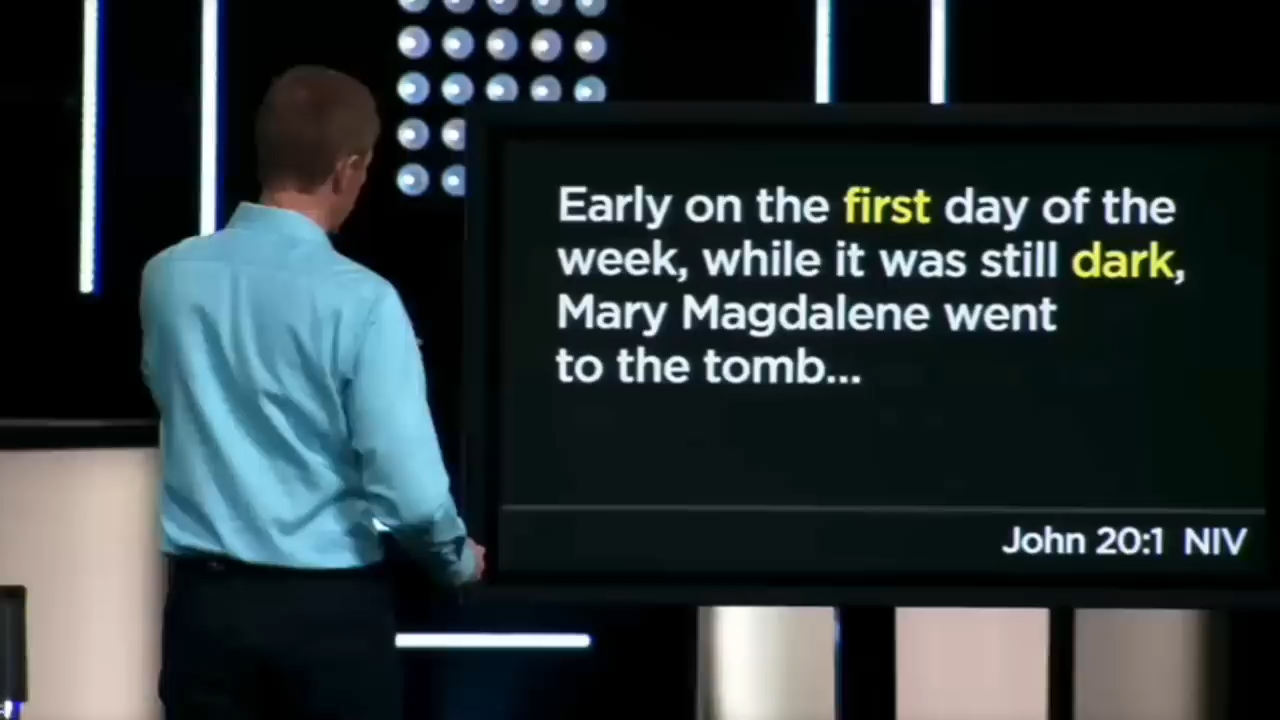 Early on the first day of the
week, while it was still dark,
Mary Magdalene went
to the tomb...
John 20:1 NIV